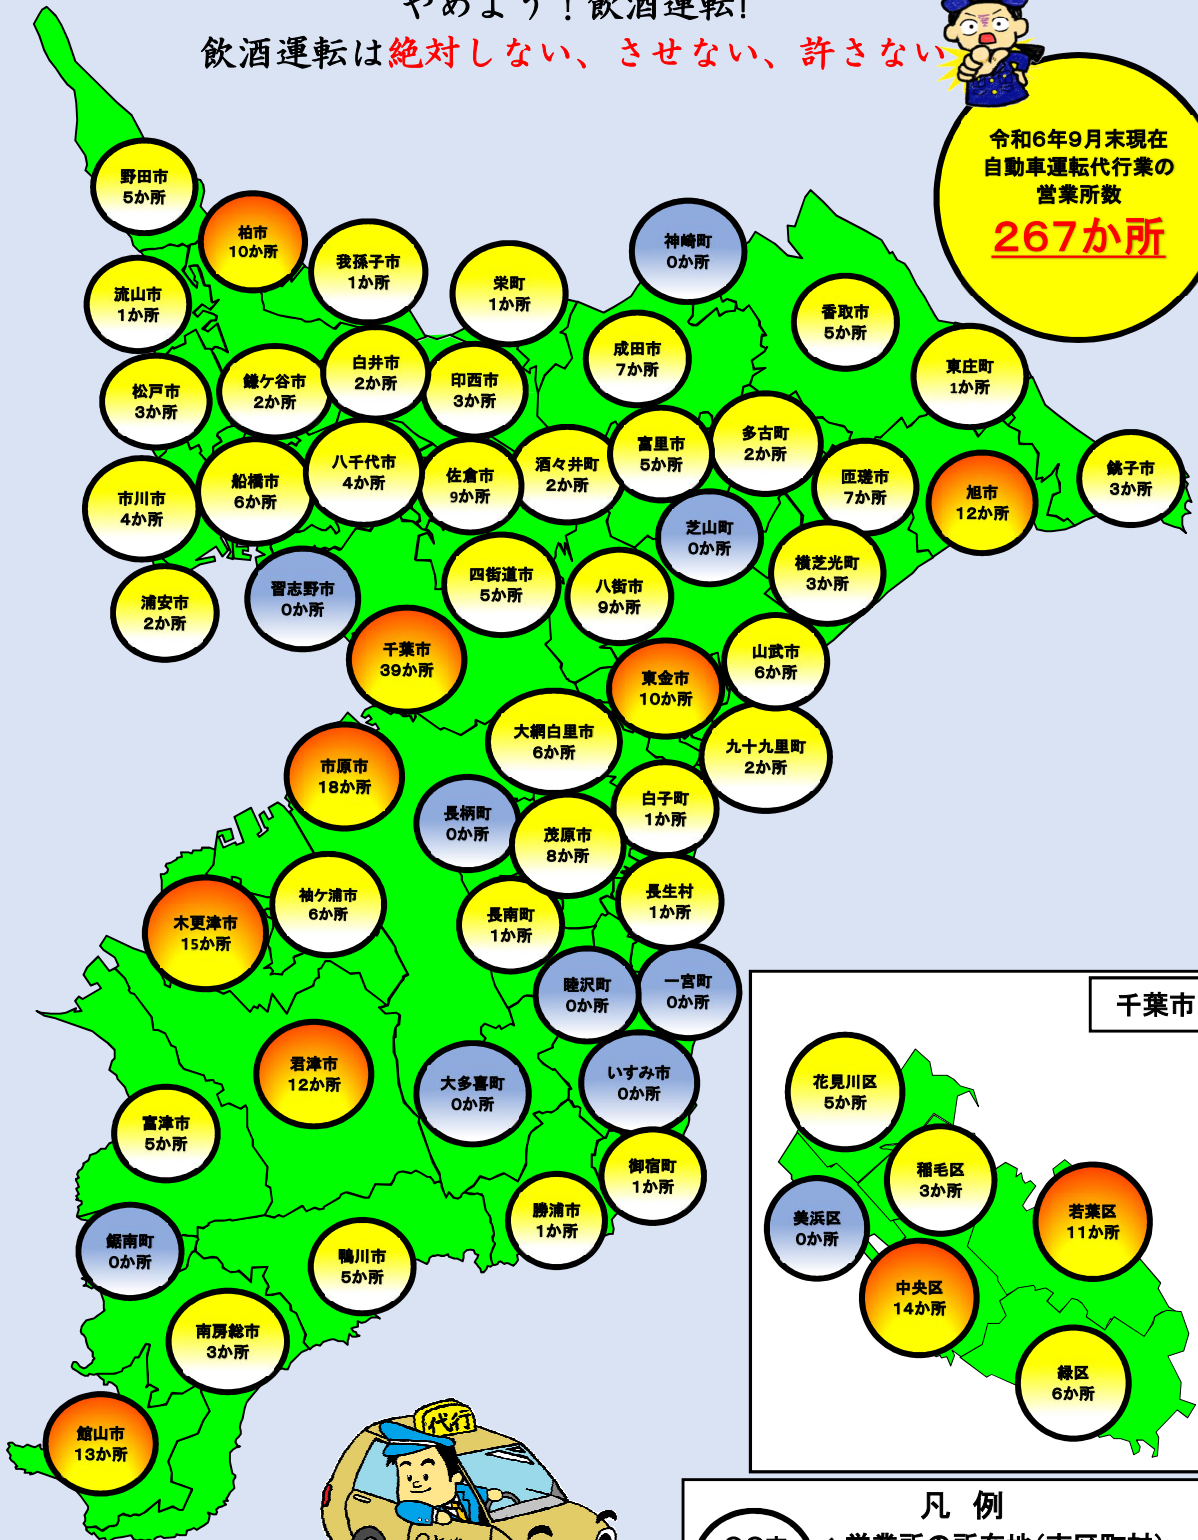 やめよう！飲酒運転!
飲酒運転は絶対しない、させない、許さない
令和6年9月末現在
自動車運転代行業の
営業所数
267か所
野田市
5か所
柏市
10か所
我孫子市
1か所
栄町
1か所
神崎町
0か所
香取市
5か所
流山市
1か所
成田市
7か所
東庄町
1か所
松戸市
3か所
鎌ケ谷市
2か所
白井市
2か所
印西市
3か所
富里市
5か所
多古町
2か所
市川市
4か所
船橋市
6か所
八千代市
4か所
佐倉市
9か所
酒々井町
2か所
匝瑳市
7か所
旭市
12か所
銚子市
3か所
芝山町
0か所
横芝光町
3か所
浦安市
2か所
習志野市
0か所
四街道市
5か所
八街市
9か所
千葉市
39か所
東金市
10か所
山武市
6か所
大網白里市
6か所
九十九里町
2か所
市原市
18か所
長柄町
0か所
茂原市
8か所
白子町
1か所
袖ケ浦市
6か所
木更津市
15か所
長南町
1か所
長生村
1か所
睦沢町
0か所
一宮町
0か所
君津市
12か所
大多喜町
0か所
いすみ市
0か所
富津市
5か所
御宿町
1か所
勝浦市
1か所
鋸南町
0か所
鴨川市
5か所
南房総市
3か所
館山市
13か所
千葉市
花見川区
5か所
稲毛区
3か所
美浜区
0か所
若葉区
11か所
中央区
14か所
緑区
6か所
代行
凡 例
：営業所の所在地(市区町村)